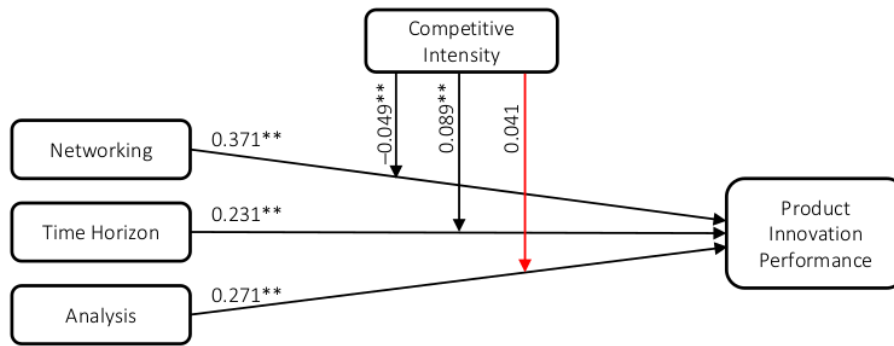 Competitive
Intensity
–0.049**
0.089**
0.041
Networking
0.371**
Time Horizon
0.231**
Analysis
0.271**
Product
Innovation
Performance